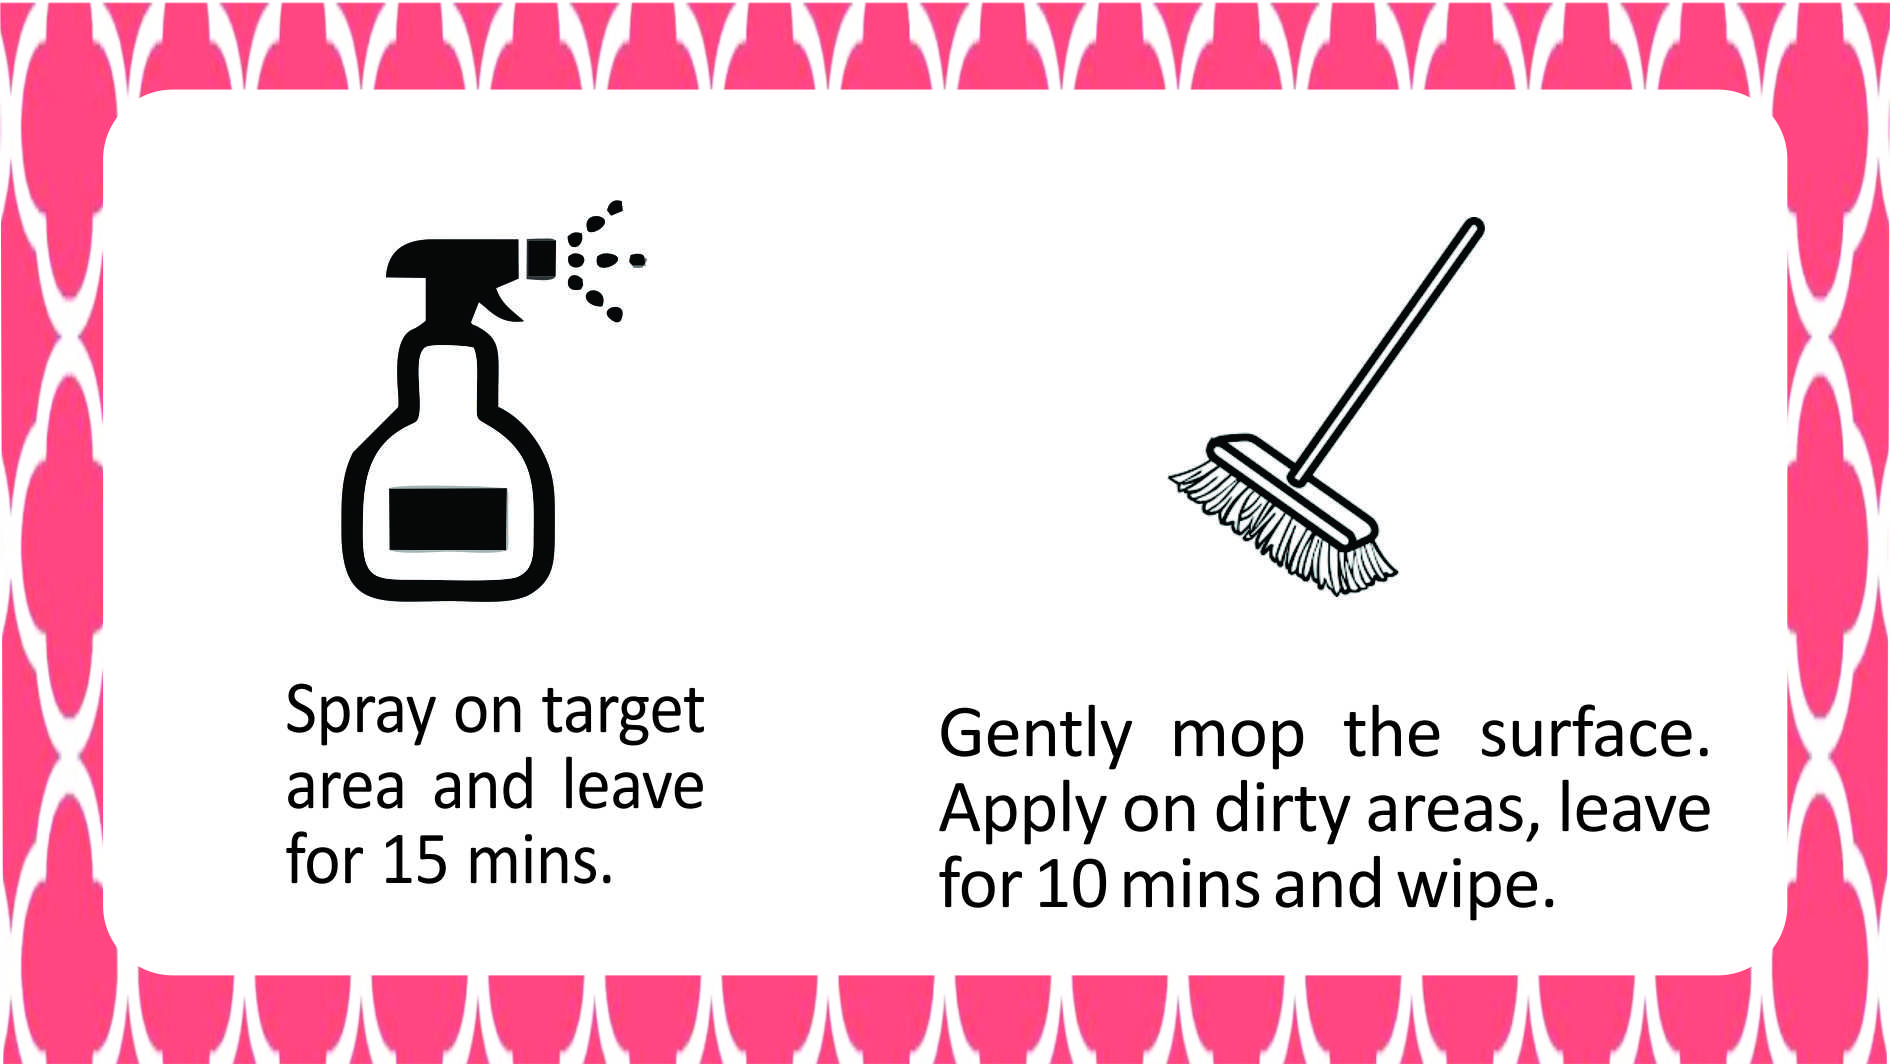 Spray on target
area and leave
for 15 mins.
Gently mop the surface.
Apply on dirty areas, leave
for 10 mins and wipe.